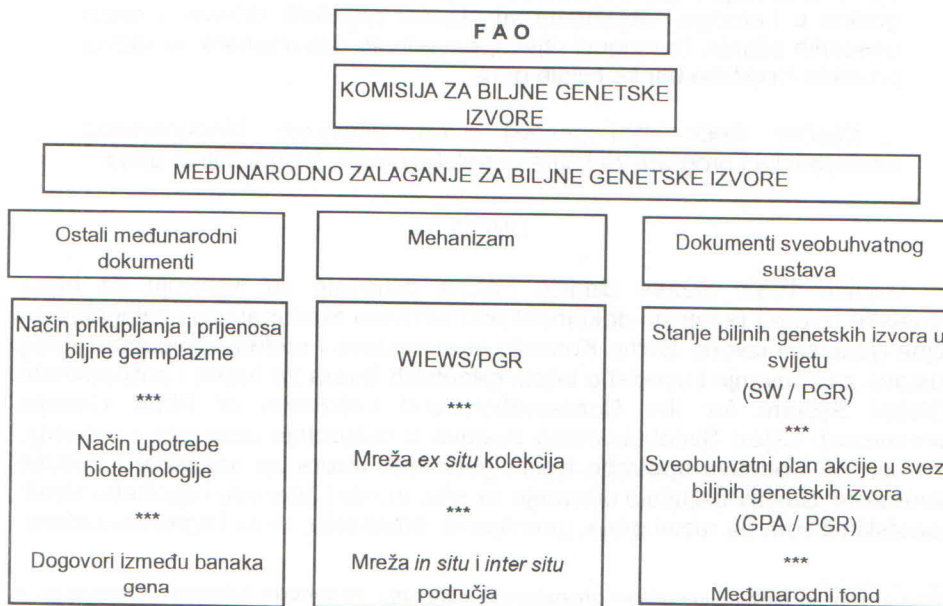 F A O
KOMISIJA ZA BILJNE GENETSKE
IZVORE
MEĐUNARODNO ZALAGANJE ZA BILJNE GENETSKE IZVORE
Ostali međunarodni
dokumenti
Mehanizam
Dokumenti sveobuhvatnog
sustava
Način prikupljanja i prijenosa
biljne germplazme
***
Način upotrebe
biotehnologije
***
Dogovori između banaka
gena
WIEWS/PGR
***
Mreža ex situ kolekcija
***
Mreža in situ i inter situ
područja
Stanje biljnih genetskih izvora u
svijetu
(SW / PGR)
***
Sveobuhvatni plan akcije u svezi
biljnih genetskih izvora
(GPA / PGR)
***
Međunarodni fond